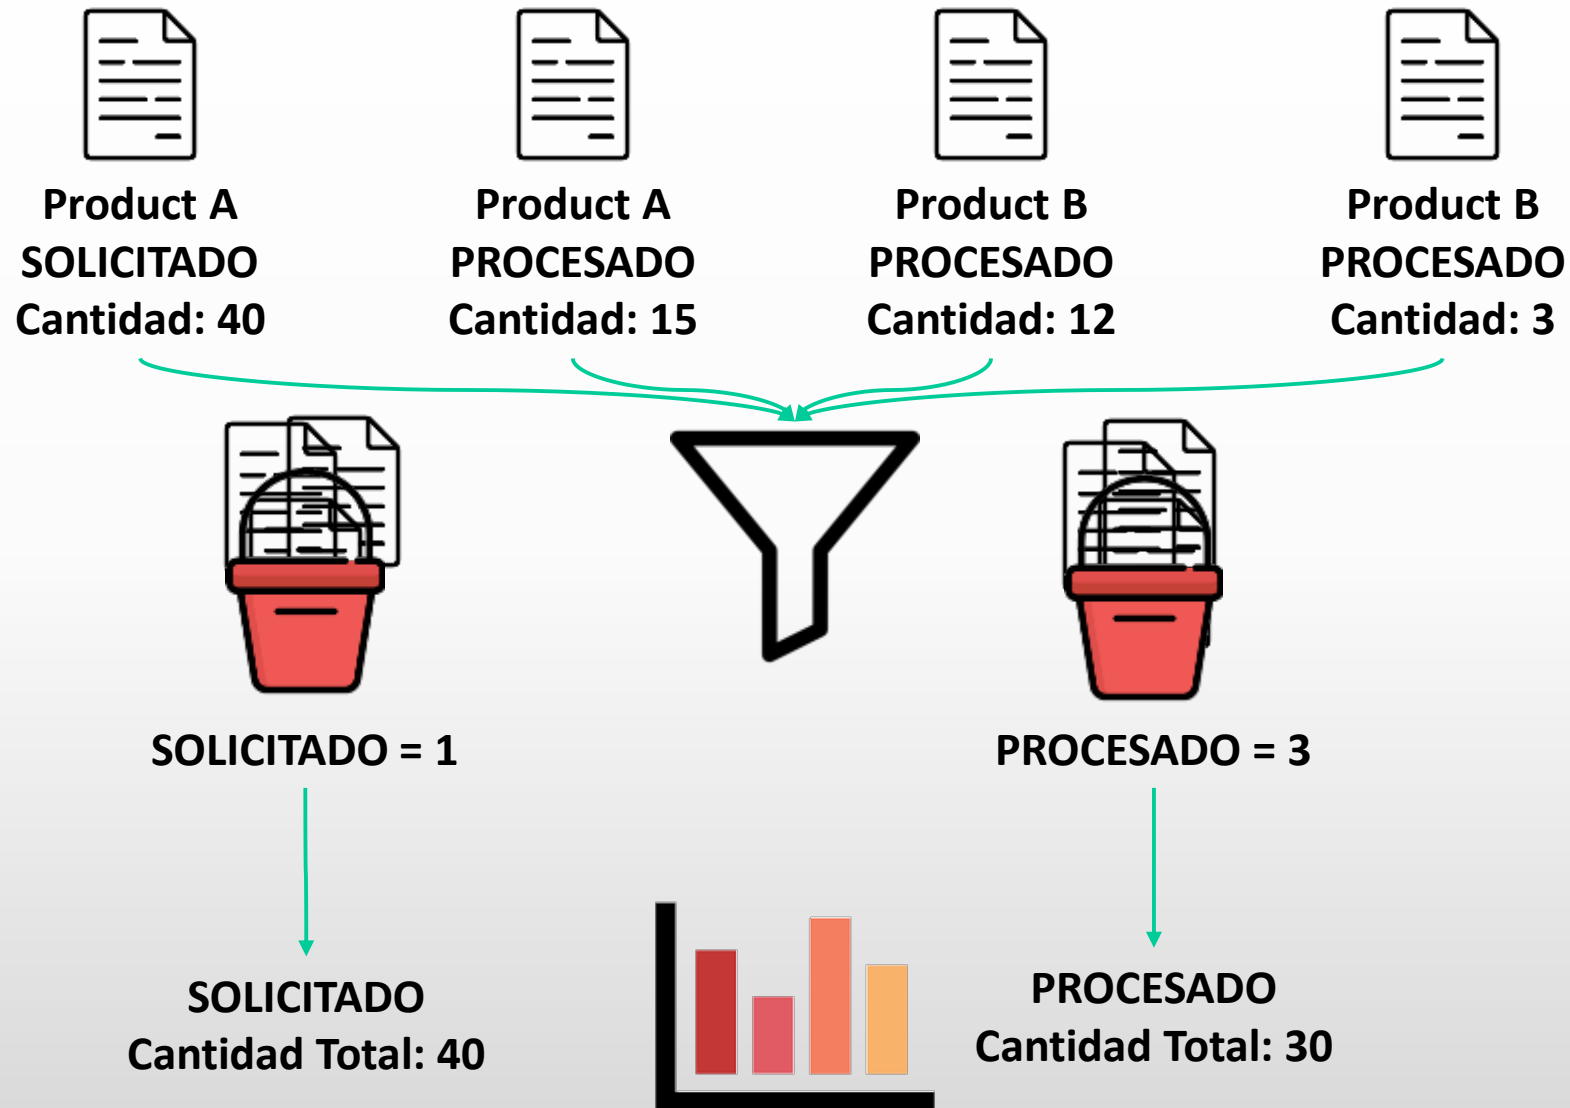 Product A
SOLICITADO
Cantidad: 40
Product A
PROCESADO
Cantidad: 15
Product B
PROCESADO
Cantidad: 12
Product B
PROCESADO
Cantidad: 3
SOLICITADO = 1
PROCESADO = 3
SOLICITADO
Cantidad Total: 40
PROCESADO
Cantidad Total: 30